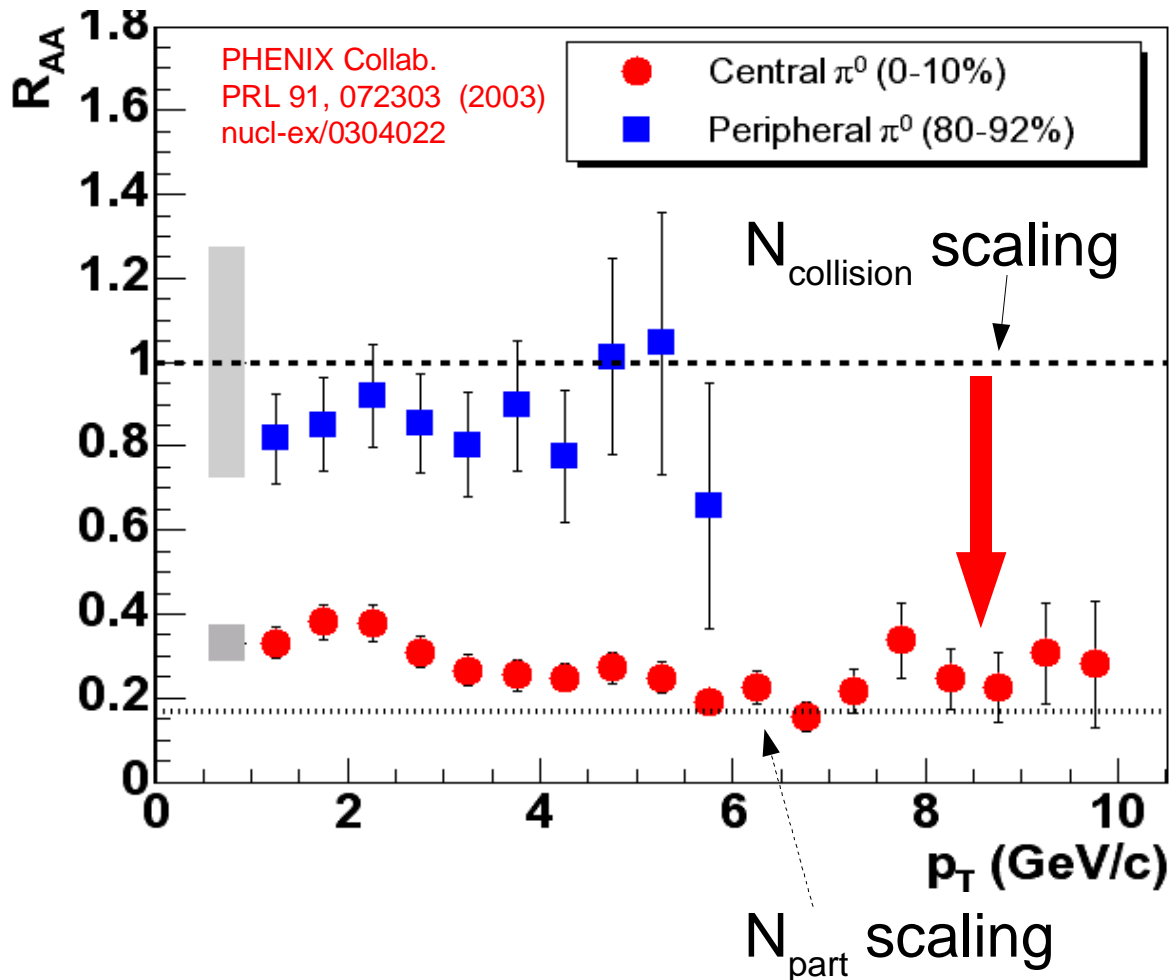 R_AA
1.8
1.6
1.4
1.2
1
0.8
0.6
0.4
0.2
0
PHENIX Collab.
PRL 91, 072303 (2003)
nucl-ex/0304022
Central π⁰ (0-10%)
Peripheral π⁰ (80-92%)
N_collision scaling
0 2 4 6 8 10
p_T (GeV/c)
N_part scaling